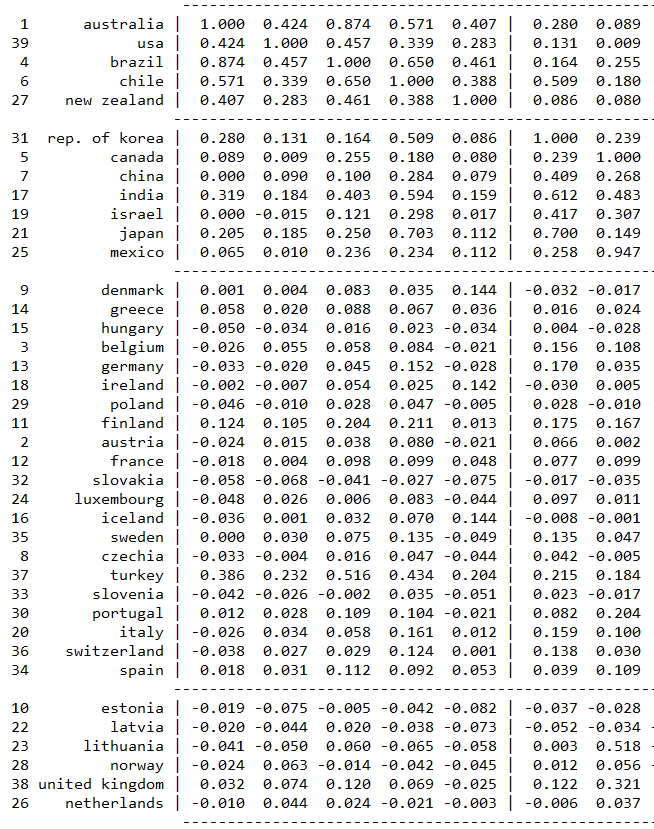 --------------------------------------------------------
1 australia | 1.000 0.424 0.874 0.571 0.407 | 0.280 0.089
39 usa | 0.424 1.000 0.457 0.339 0.283 | 0.131 0.009
4 brazil | 0.874 0.457 1.000 0.650 0.461 | 0.164 0.255
6 chile | 0.571 0.339 0.650 1.000 0.388 | 0.509 0.180
27 new zealand | 0.407 0.283 0.461 0.388 1.000 | 0.086 0.080
--------------------------------------------------------
31 rep. of korea | 0.280 0.131 0.164 0.509 0.086 | 1.000 0.239
5 canada | 0.089 0.009 0.255 0.180 0.080 | 0.239 1.000
7 china | 0.000 0.090 0.100 0.284 0.079 | 0.409 0.268
17 india | 0.319 0.184 0.403 0.594 0.159 | 0.612 0.483
19 israel | 0.000 -0.015 0.121 0.298 0.017 | 0.417 0.307
21 japan | 0.205 0.185 0.250 0.703 0.112 | 0.700 0.149
25 mexico | 0.065 0.010 0.236 0.234 0.112 | 0.258 0.947
--------------------------------------------------------
9 denmark | 0.001 0.004 0.083 0.035 0.144 | -0.032 -0.017
14 greece | 0.058 0.020 0.088 0.067 0.036 | 0.016 0.024
15 hungary | -0.050 -0.034 0.016 0.023 -0.034 | 0.004 -0.028
3 belgium | -0.026 0.055 0.058 0.084 -0.021 | 0.156 0.108
13 germany | -0.033 -0.020 0.045 0.152 -0.028 | 0.170 0.035
18 ireland | -0.002 -0.007 0.054 0.025 0.142 | -0.030 0.005
29 poland | -0.046 -0.010 0.028 0.047 -0.005 | 0.028 -0.010
11 finland | 0.124 0.105 0.204 0.211 0.013 | 0.175 0.167
2 austria | -0.024 0.015 0.038 0.080 -0.021 | 0.066 0.002
12 france | -0.018 0.004 0.098 0.099 0.048 | 0.077 0.099
32 slovakia | -0.058 -0.068 -0.041 -0.027 -0.075 | -0.017 -0.035
24 luxembourg | -0.048 0.026 0.006 0.083 -0.044 | 0.097 0.011
16 iceland | -0.036 0.001 0.032 0.070 0.144 | -0.008 -0.001
35 sweden | 0.000 0.030 0.075 0.135 -0.049 | 0.135 0.047
8 czechia | -0.033 -0.004 0.016 0.047 -0.044 | 0.042 -0.005
37 turkey | 0.386 0.232 0.516 0.434 0.204 | 0.215 0.184
33 slovenia | -0.042 -0.026 -0.002 0.035 -0.051 | 0.023 -0.017
30 portugal | 0.012 0.028 0.109 0.104 -0.021 | 0.082 0.204
20 italy | -0.026 0.034 0.058 0.161 0.012 | 0.159 0.100
36 switzerland | -0.038 0.027 0.029 0.124 0.001 | 0.138 0.030
34 spain | 0.018 0.031 0.112 0.092 0.053 | 0.039 0.109
--------------------------------------------------------
10 estonia | -0.019 -0.075 -0.005 -0.042 -0.082 | -0.037 -0.028
22 latvia | -0.020 -0.044 0.020 -0.038 -0.073 | -0.052 -0.034 -
23 lithuania | -0.041 -0.050 0.060 -0.065 -0.058 | 0.003 0.518 -
28 norway | -0.024 0.063 -0.014 -0.042 -0.045 | 0.012 0.056 -
38 united kingdom | 0.032 0.074 0.120 0.069 -0.025 | 0.122 0.321
26 netherlands | -0.010 0.044 0.024 -0.021 -0.003 | -0.006 0.037
--------------------------------------------------------